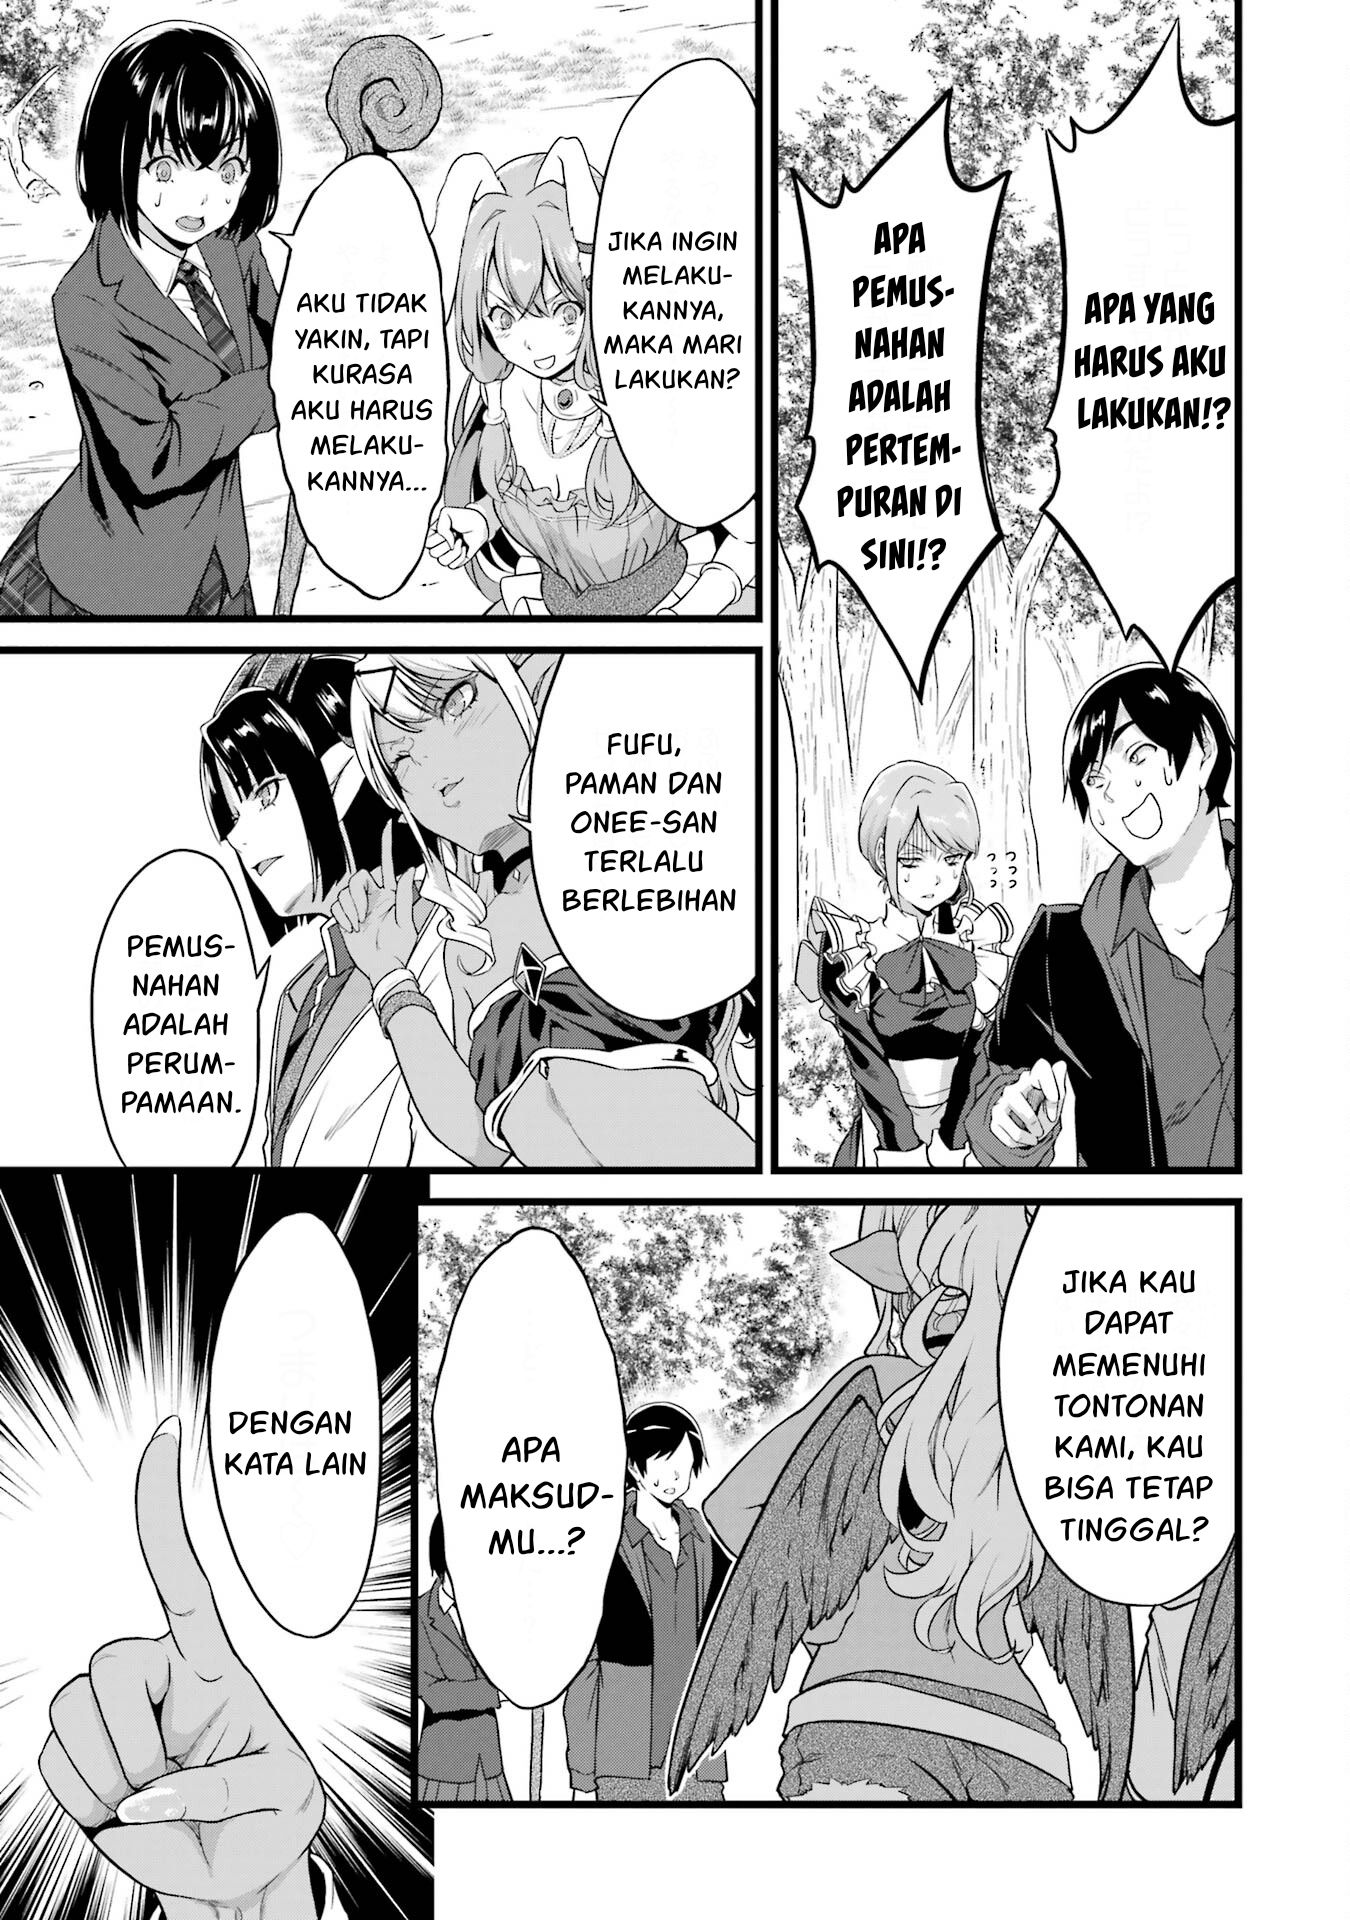 APA YANG
HARUS AKU
LAKUKAN!?
APA
PEMUS-
NAHAN
ADALAH
PERTEM-
PURAN DI
SINI!?
JIKA INGIN
MELAKU-
KANNYA,
MAKA MARI
LAKUKAN?
AKU TIDAK
YAKIN, TAPI
KURASA
AKU HARUS
MELAKU-
KANNYA...
FUFU,
PAMAN DAN
ONEE-SAN
TERLALU
BERLEBIHAN
PEMUS-
NAHAN
ADALAH
PERUM-
PAMAAN.
JIKA KAU
DAPAT
MEMENUHI
TONTONAN
KAMI, KAU
BISA TETAP
TINGGAL?
APA
MAKSUD-
MU...?
DENGAN
KATA LAIN